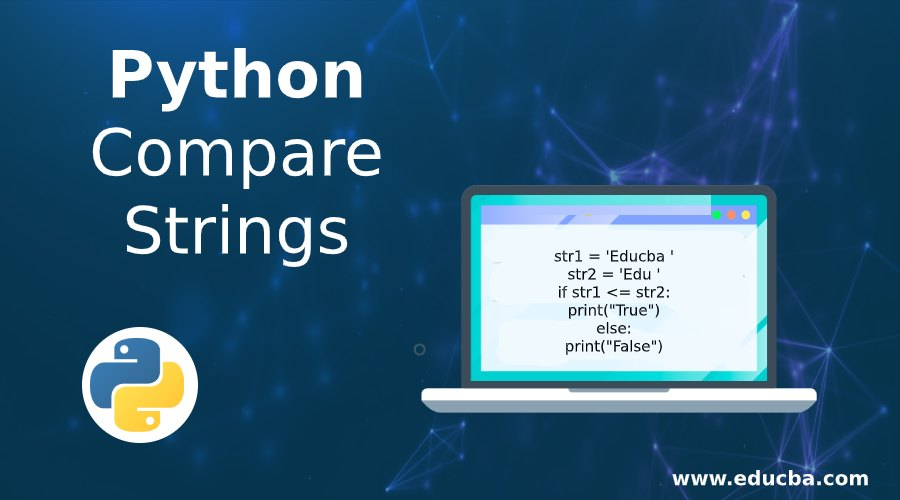 Python
Compare
Strings
str1 = 'Educba '
str2 = 'Edu '
if str1 <= str2:
print("True")
else:
print("False")
www.educba.com